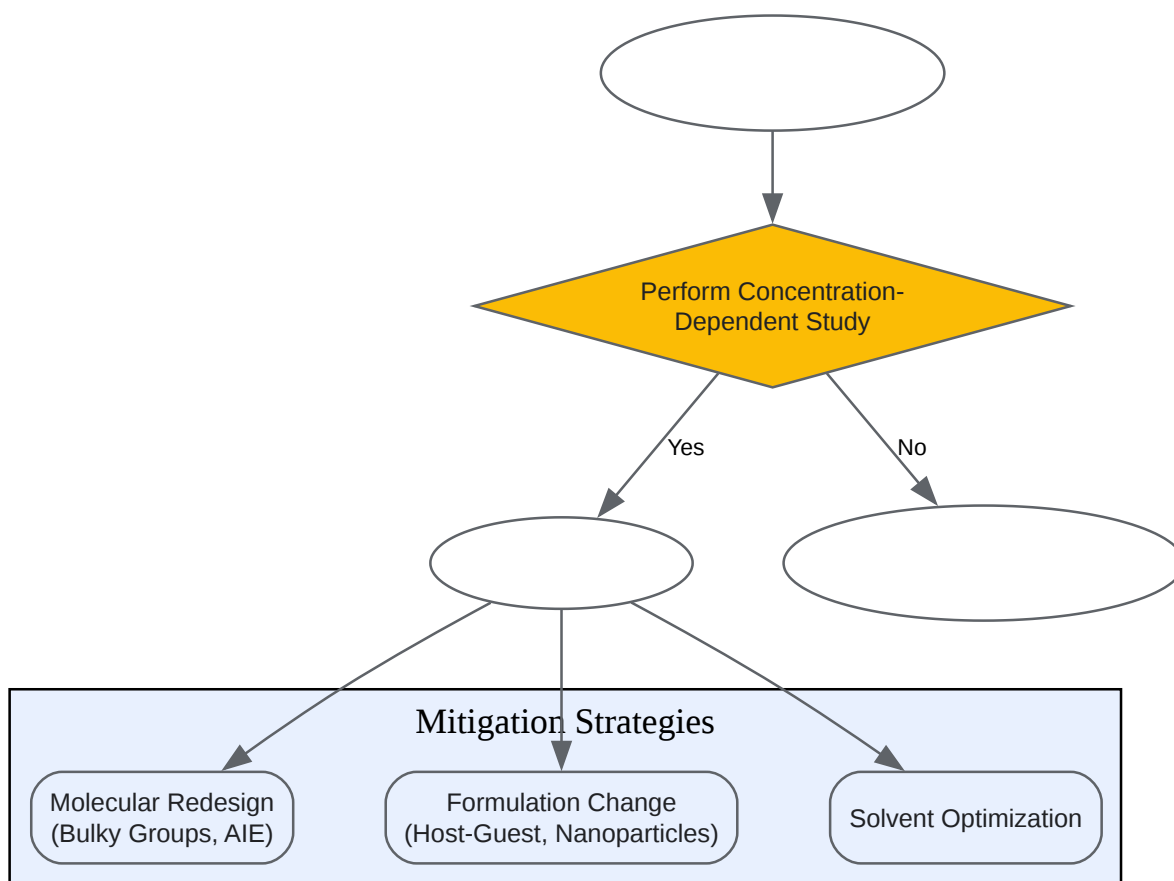 Perform Concentration-
Dependent Study
Yes
No
Mitigation Strategies
Molecular Redesign
(Bulky Groups, AIE)
Formulation Change
(Host-Guest, Nanoparticles)
Solvent Optimization